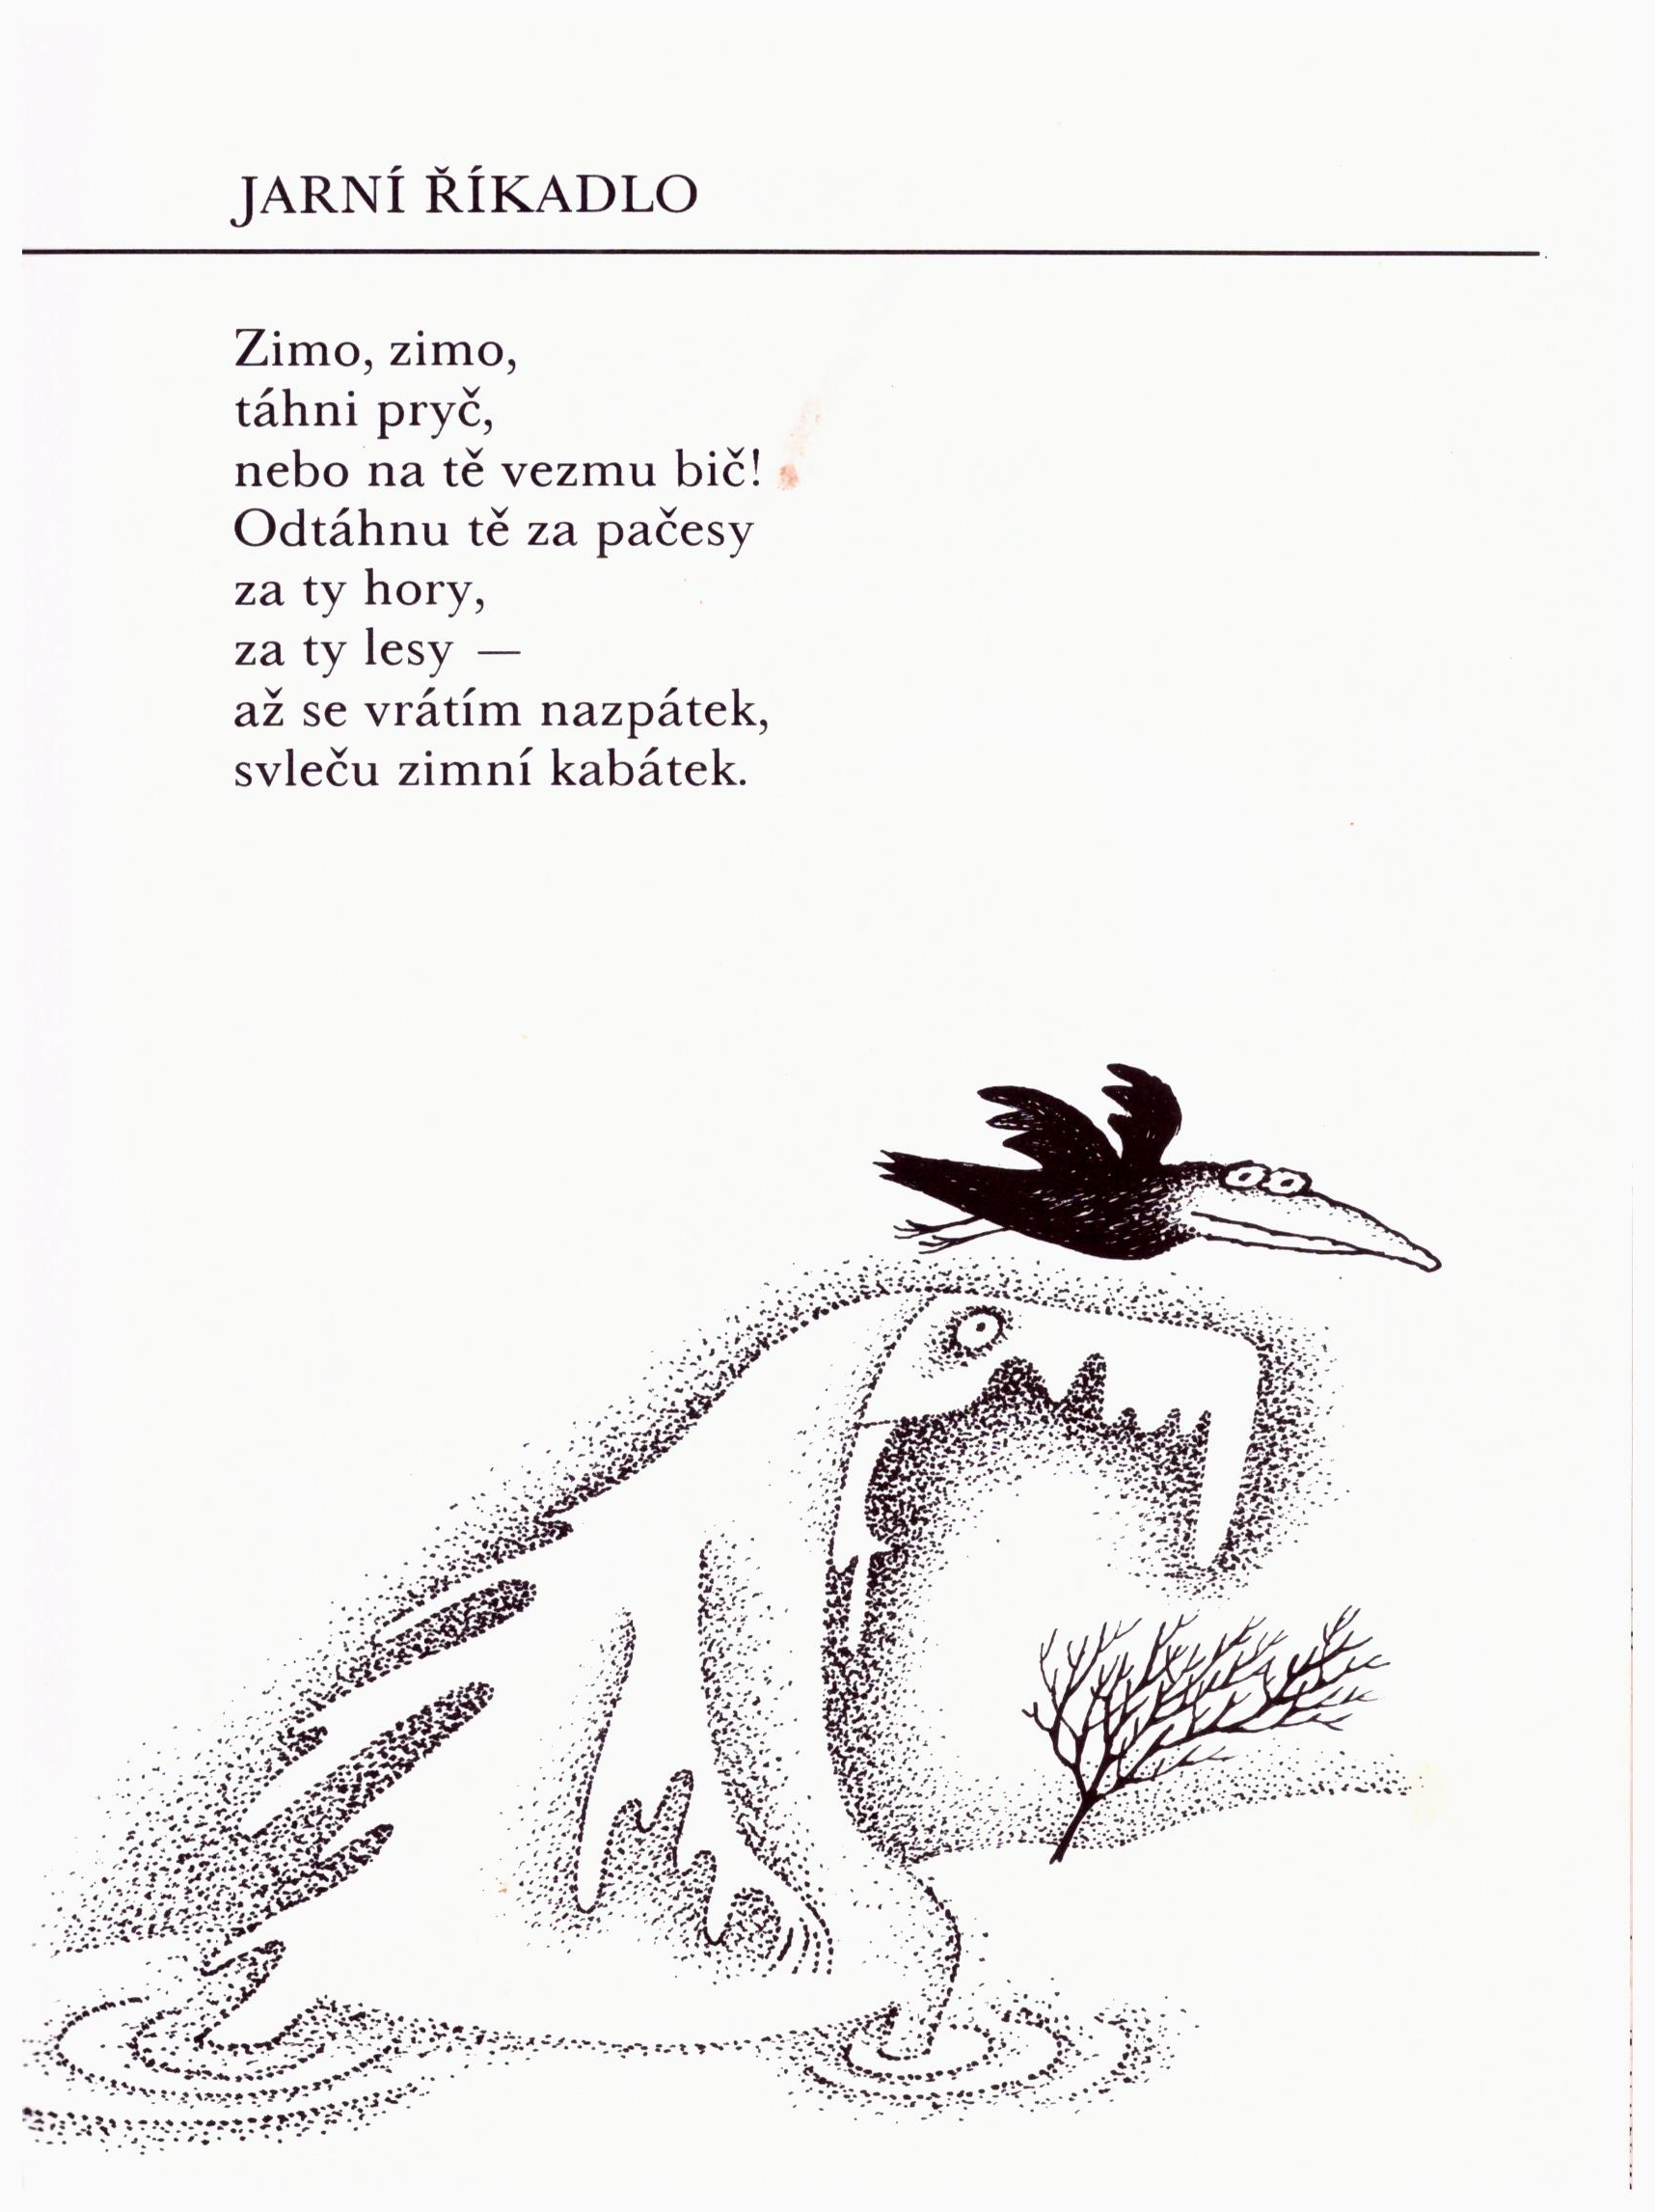 JARNÍ ŘÍKADLO
Zimo, zimo,
táhni pryč,
nebo na tě vezmu bič!
Odtáhnu tě za pačesy
za ty hory,
za ty lesy —
až se vrátím nazpátek,
svleču zimní kabátek.